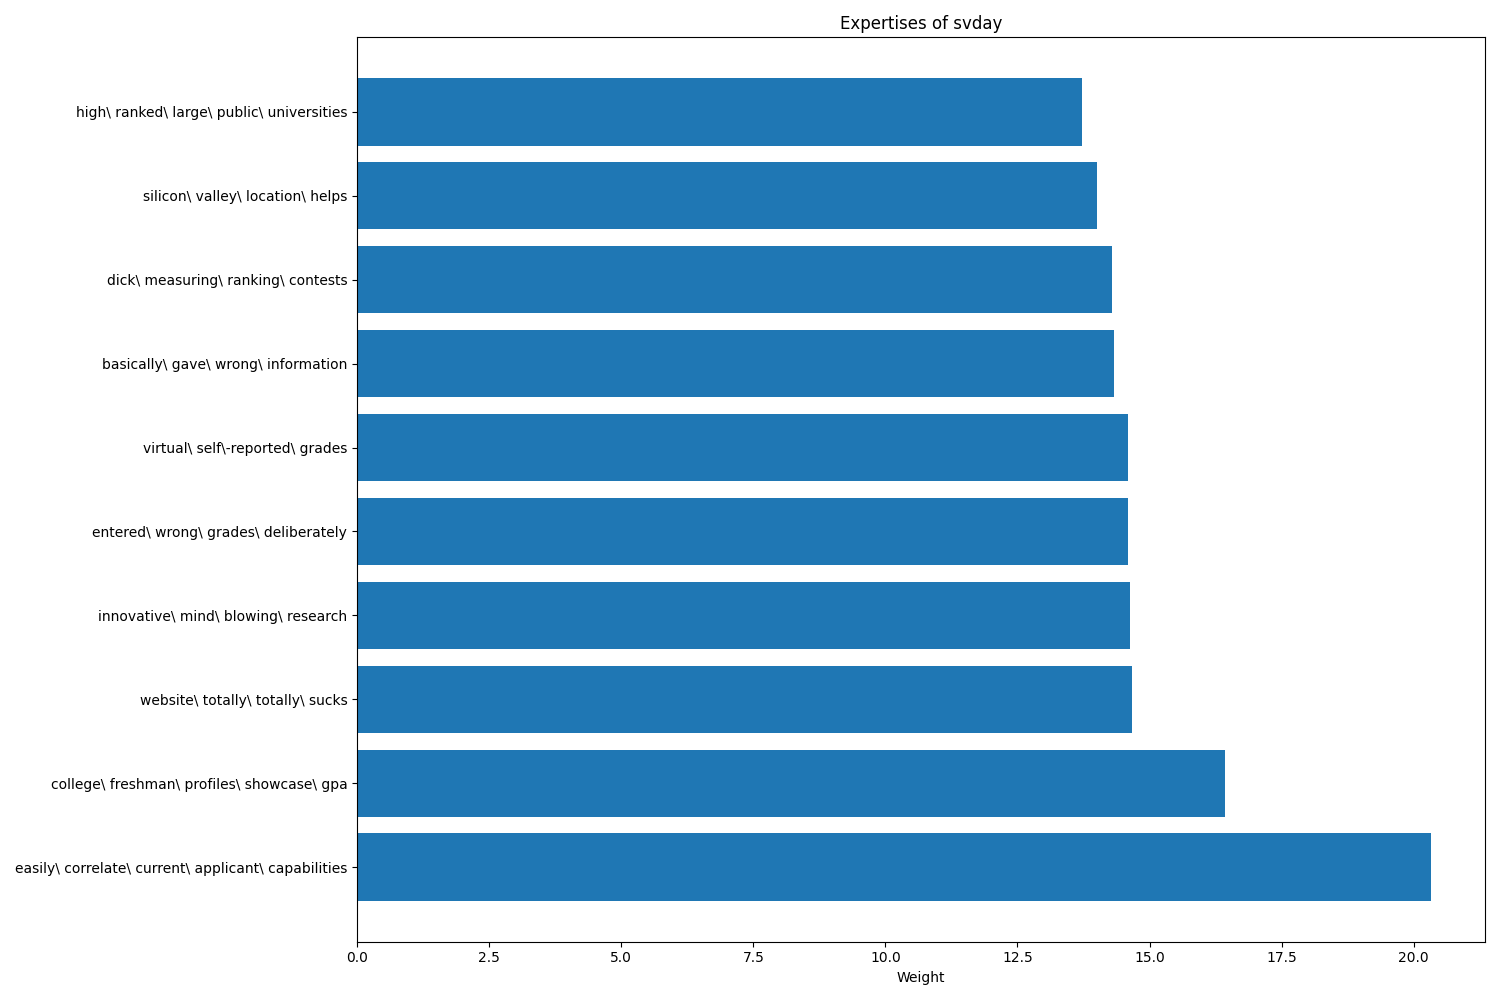 Expertises of svday
high\ ranked\ large\ public\ universities
silicon\ valley\ location\ helps
dick\ measuring\ ranking\ contests
basically\ gave\ wrong\ information
virtual\ self\-reported\ grades
entered\ wrong\ grades\ deliberately
innovative\ mind\ blowing\ research
website\ totally\ totally\ sucks
college\ freshman\ profiles\ showcase\ gpa
easily\ correlate\ current\ applicant\ capabilities
0.0 2.5 5.0 7.5 10.0 12.5 15.0 17.5 20.0
Weight